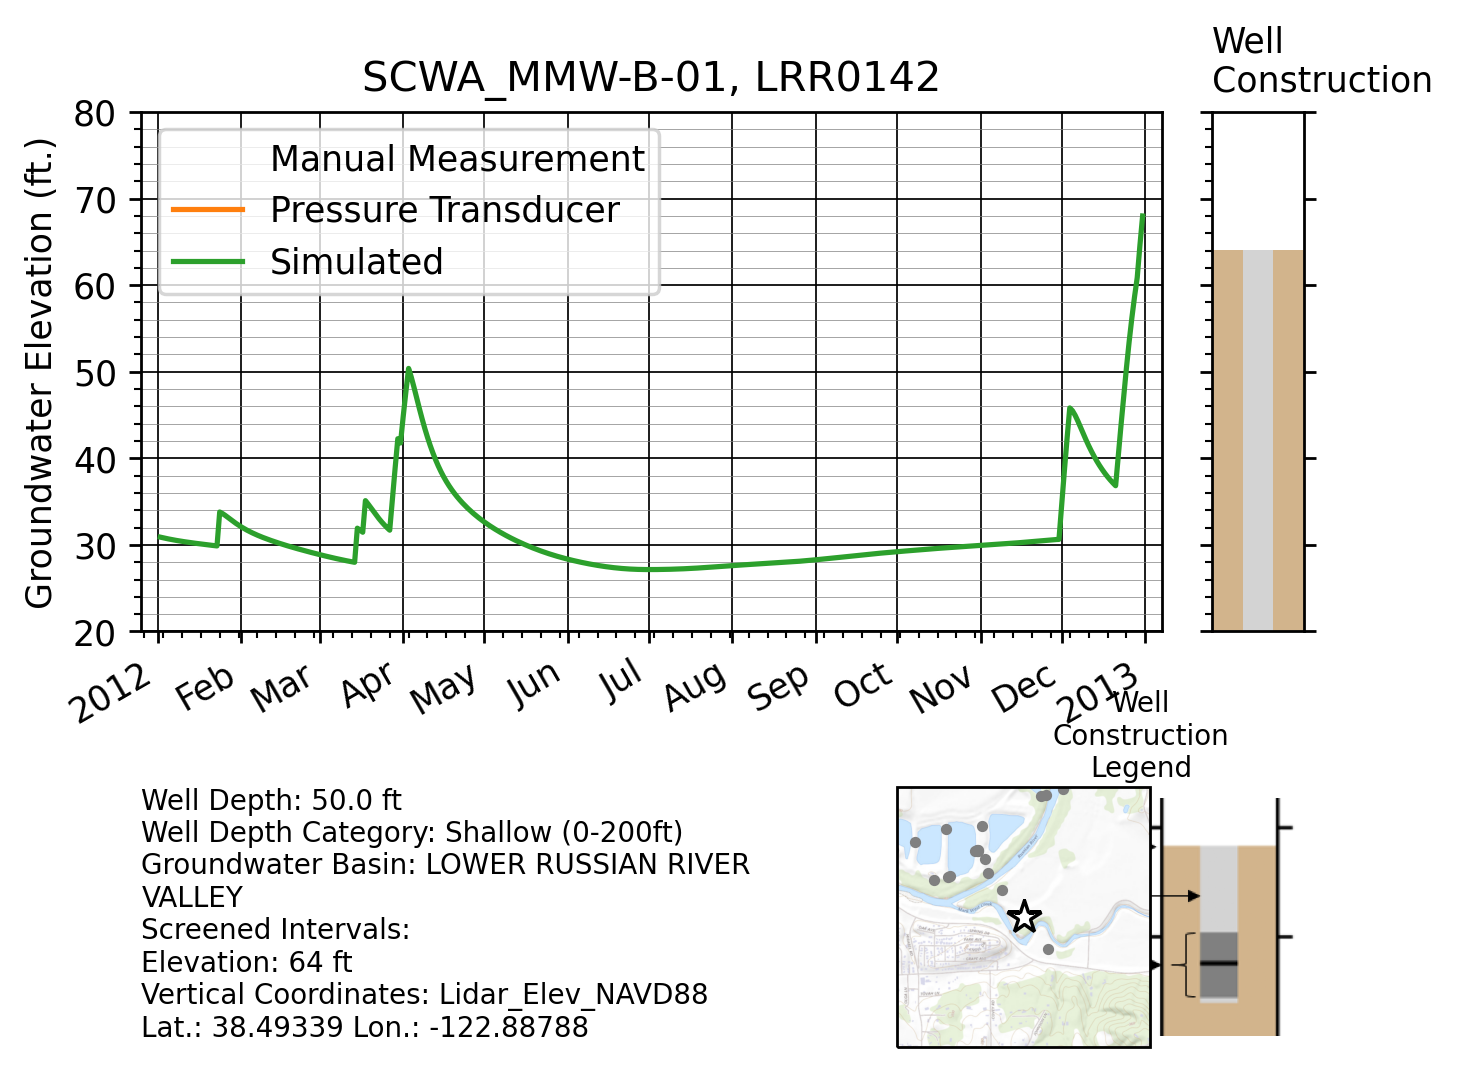 Well
Construction
SCWA_MMW-B-01, LRR0142
Groundwater Elevation (ft.)
80
70
60
50
40
30
20
Manual Measurement
Pressure Transducer
Simulated
2012
Feb
Mar
Apr
May
Jun
Jul
Aug
Sep
Oct
Nov
Dec
2013
Well
Construction
Legend
Well Depth: 50.0 ft
Well Depth Category: Shallow (0-200ft)
Groundwater Basin: LOWER RUSSIAN RIVER
VALLEY
Screened Intervals:
Elevation: 64 ft
Vertical Coordinates: Lidar_Elev_NAVD88
Lat.: 38.49339 Lon.: -122.88788